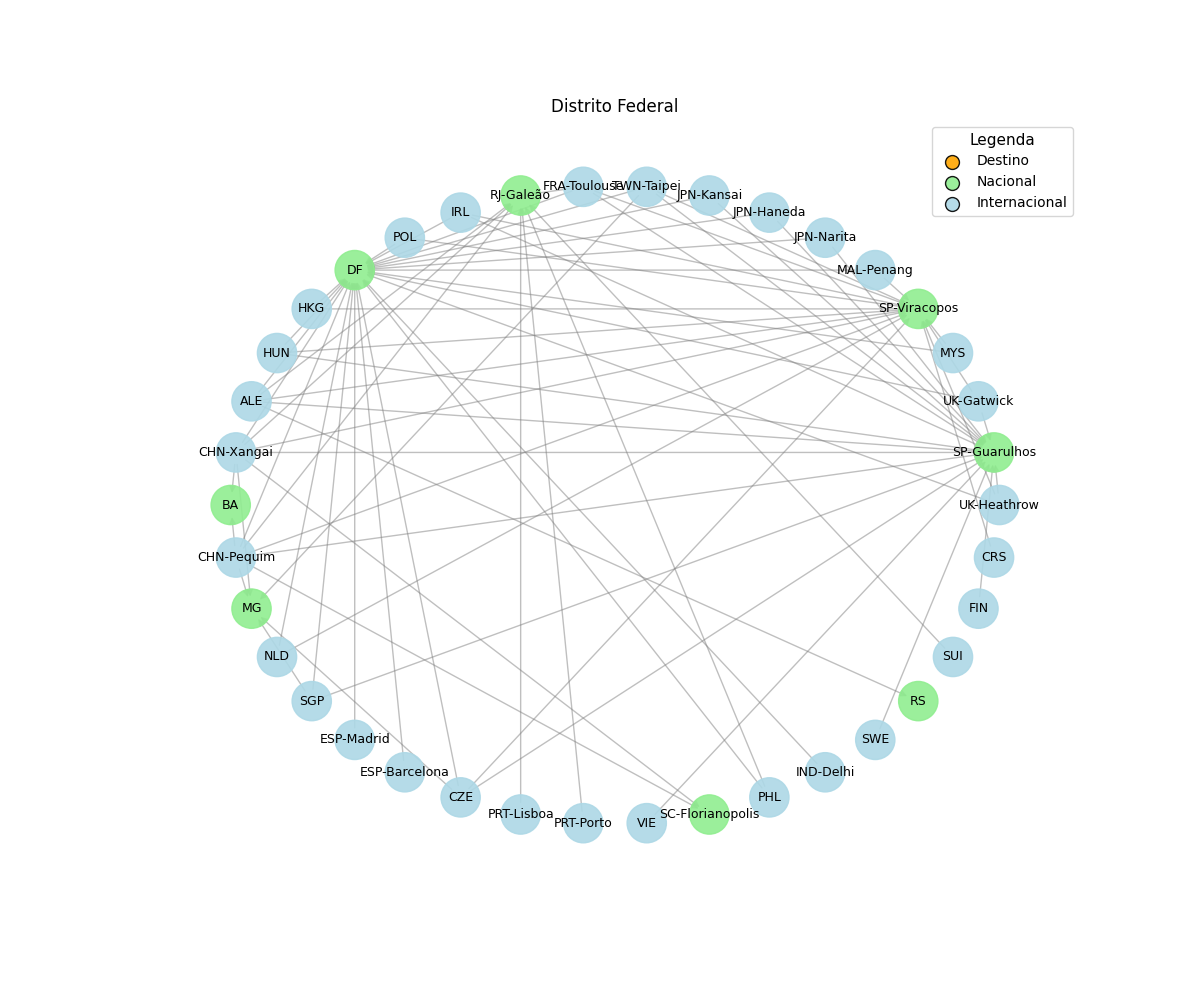 Distrito Federal
Legenda
Destino
Nacional
Internacional
RJ-Galeão
FRA-Toulouse
TWN-Taipej
JPN-Kansai
IRL
JPN-Haneda
POL
JPN-Narita
DF
MAL-Penang
HKG
SP-Viracopos
HUN
MYS
ALE
UK-Gatwick
CHN-Xangai
SP-Guarulhos
BA
UK-Heathrow
CHN-Pequim
CRS
MG
FIN
NLD
SUI
SGP
RS
ESP-Madrid
SWE
ESP-Barcelona
IND-Delhi
CZE
PHL
PRT-Lisboa
PRT-Porto
VIE
SC-Florianopolis